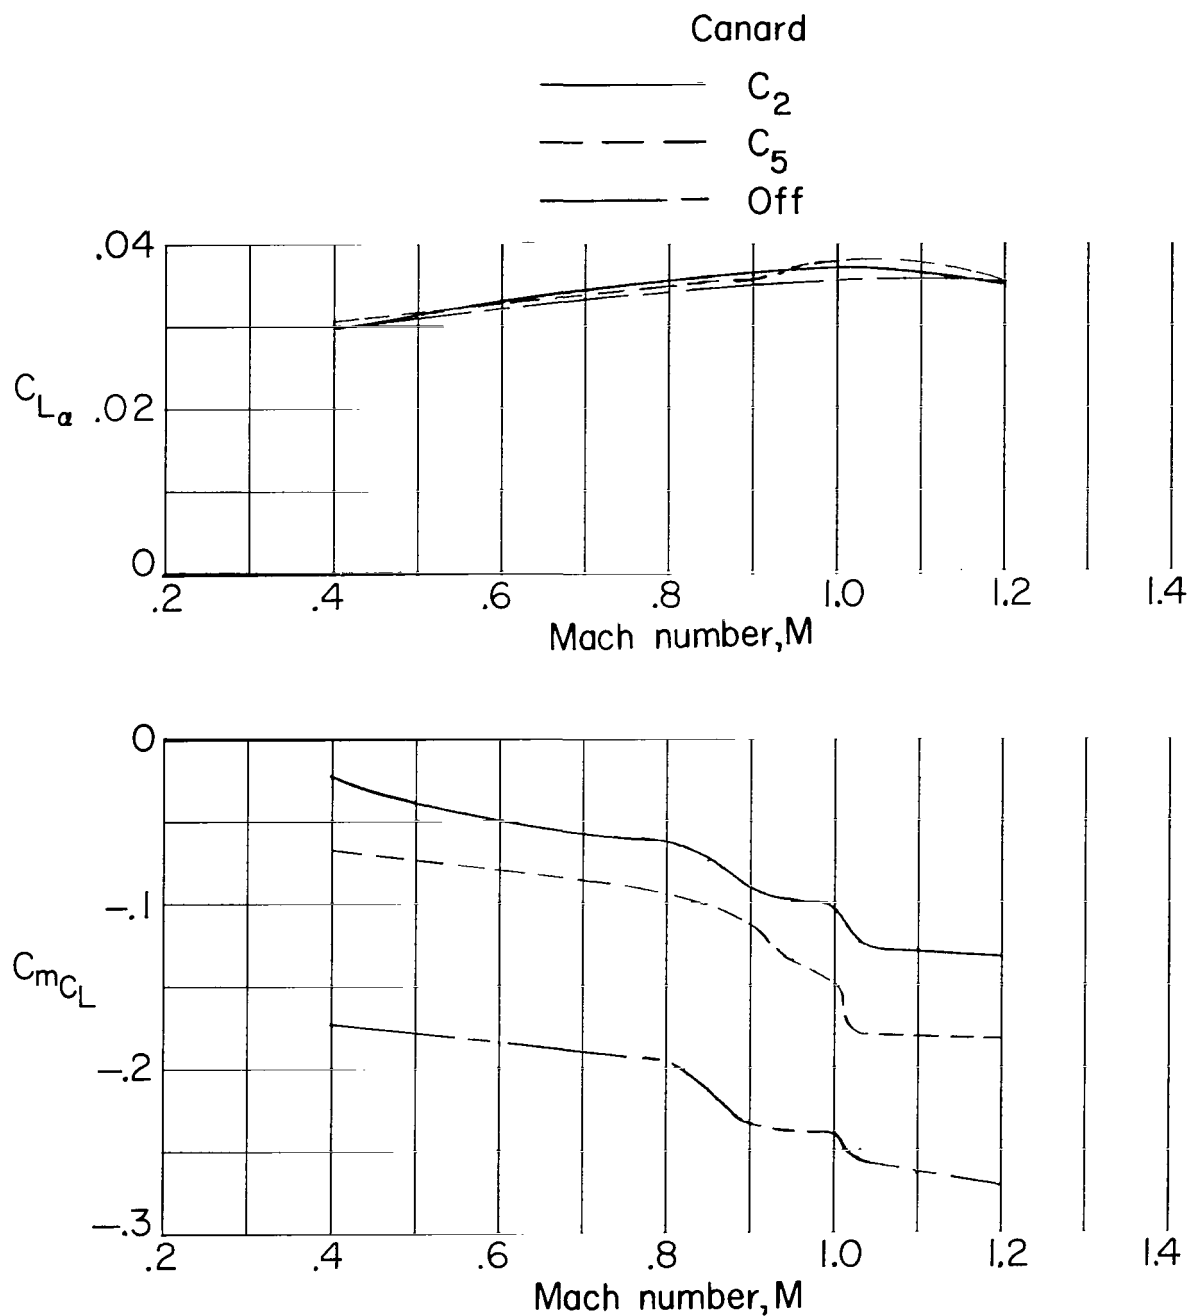 Canard
C2
C5
Off
.04
CLα .02
0
.2 .4 .6 .8 1.0 1.2 1.4
Mach number, M
0
-.1
CmCL
-.2
-.3
.2 .4 .6 .8 1.0 1.2 1.4
Mach number, M